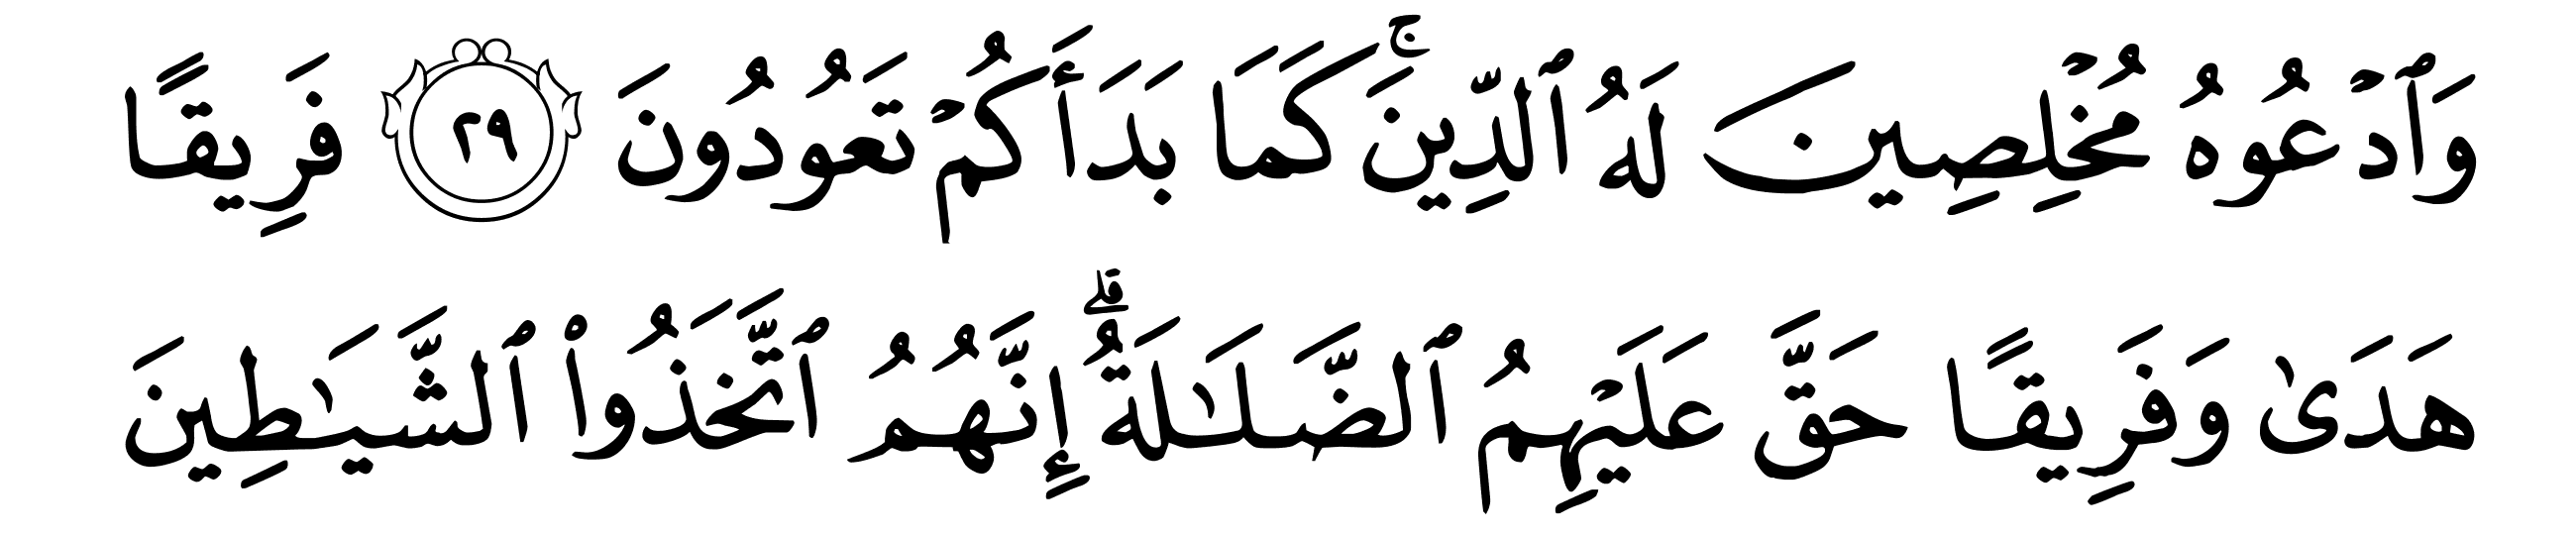 وَٱدۡعُوهُ مُخۡلِصِينَ لَهُ ٱلدِّينَۚ كَمَا بَدَأَكُمۡ تَعُودُونَ ٢٩ فَرِيقًا
هَدَىٰ وَفَرِيقًا حَقَّ عَلَيۡهِمُ ٱلضَّلَٰلَةُۗ إِنَّهُمُ ٱتَّخَذُواْ ٱلشَّيَٰطِينَ